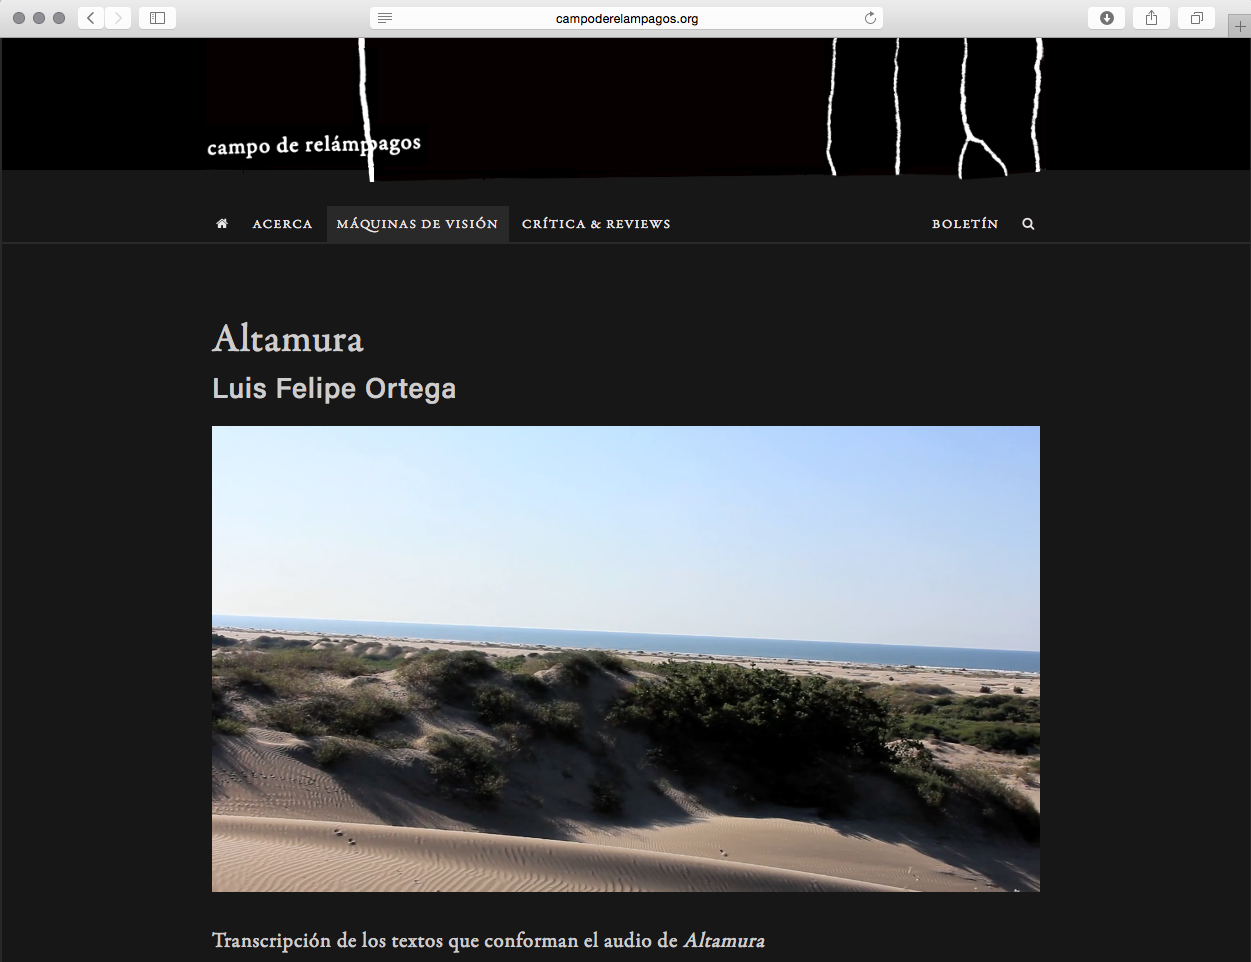 campoderelampagos.org
campo de relámpagos
ACERCA
MÁQUINAS DE VISIÓN
CRÍTICA & REVIEWS
BOLETÍN
Altamura
Luis Felipe Ortega
Transcripción de los textos que conforman el audio de Altamura